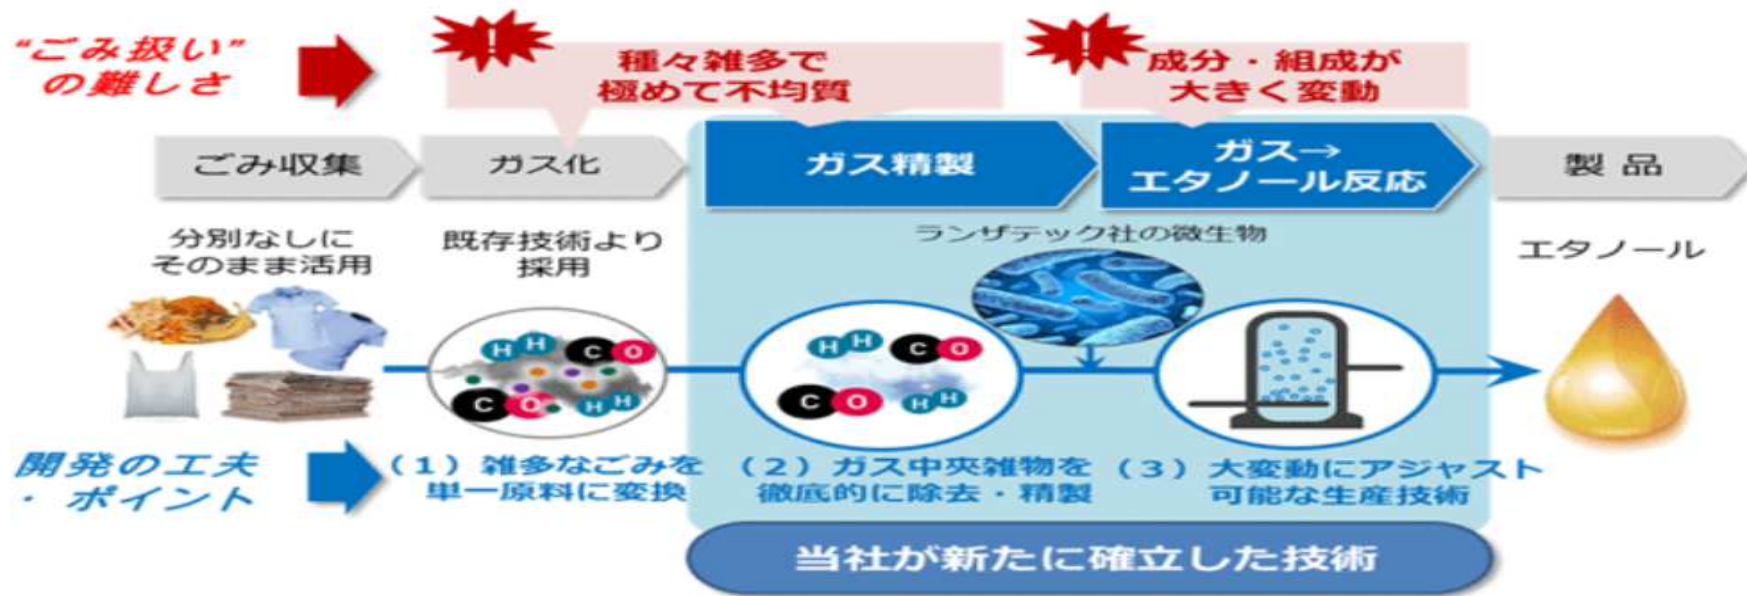 “ごみ扱い”
の難しさ
!
種々雑多で
極めて不均質
!
成分・組成が
大きく変動
ごみ収集
ガス化
ガス精製
ガス→
エタノール反応
製品
分別なしに
そのまま活用
既存技術より
採用
ランザテック社の微生物
エタノール
H H C O
C O H H
H H C O
C O H H
開発の工夫
・ポイント
（1）雑多なごみを
単一原料に変換
（2）ガス中夾雑物を
徹底的に除去・精製
（3）大変動にアジャスト
可能な生産技術
当社が新たに確立した技術